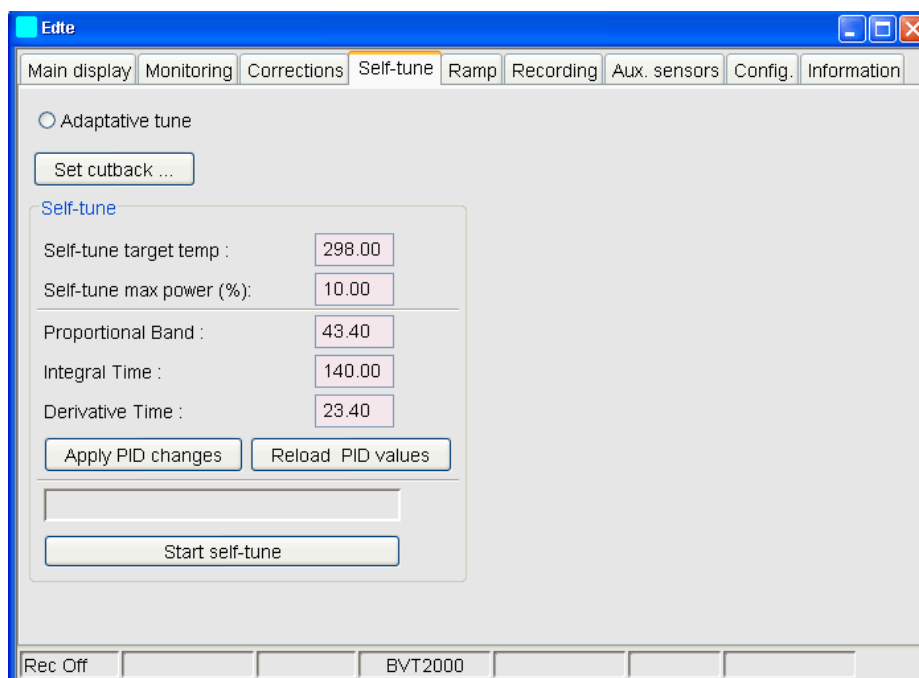 Edte
Main display Monitoring Corrections Self-tune Ramp Recording Aux. sensors Config. Information
Adaptative tune
Set cutback ...
Self-tune
Self-tune target temp : 298.00
Self-tune max power (%): 10.00
Proportional Band : 43.40
Integral Time : 140.00
Derivative Time : 23.40
Apply PID changes Reload PID values
Start self-tune
Rec Off BVT2000